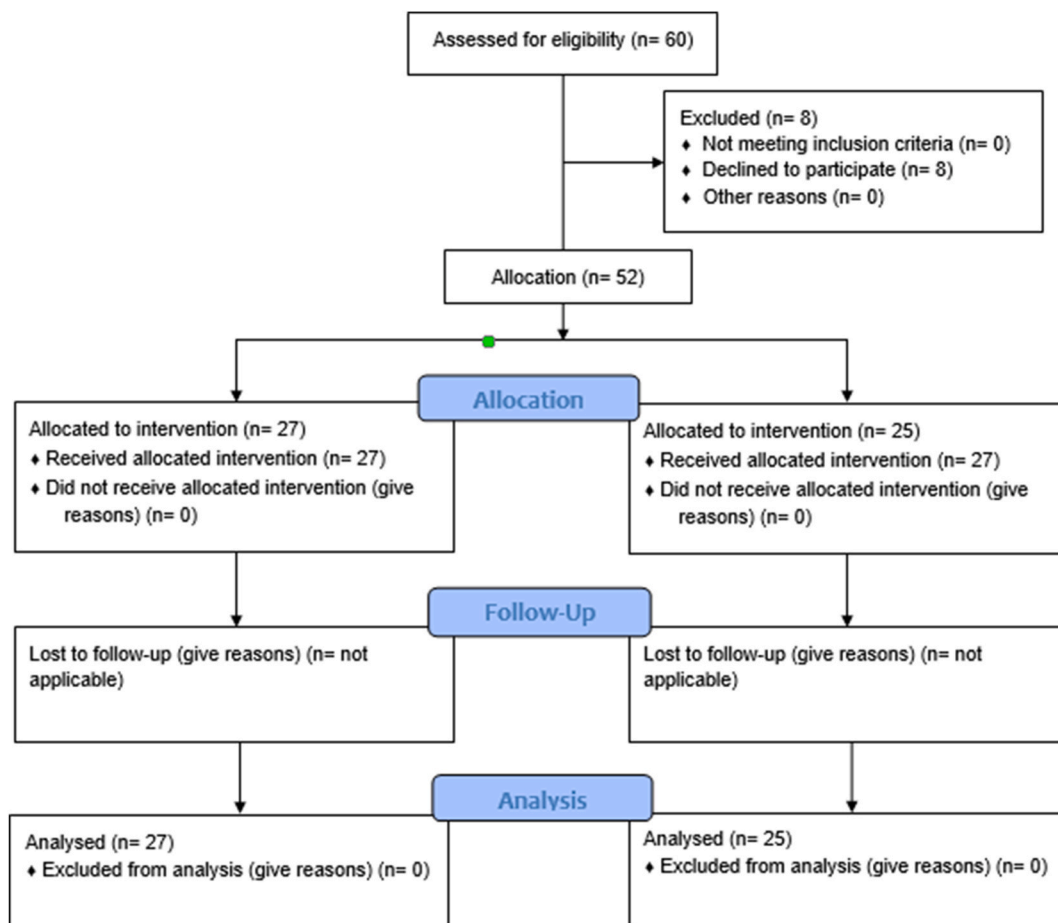 Assessed for eligibility (n= 60)
Excluded (n= 8)
♦ Not meeting inclusion criteria (n= 0)
♦ Declined to participate (n= 8)
♦ Other reasons (n= 0)
Allocation (n= 52)
Allocation
Allocated to intervention (n= 27)
♦ Received allocated intervention (n= 27)
♦ Did not receive allocated intervention (give
reasons) (n= 0)
Allocated to intervention (n= 25)
♦ Received allocated intervention (n= 27)
♦ Did not receive allocated intervention (give
reasons) (n= 0)
Follow-Up
Lost to follow-up (give reasons) (n= not
applicable)
Lost to follow-up (give reasons) (n= not
applicable)
Analysis
Analysed (n= 27)
♦ Excluded from analysis (give reasons) (n= 0)
Analysed (n= 25)
♦ Excluded from analysis (give reasons) (n= 0)